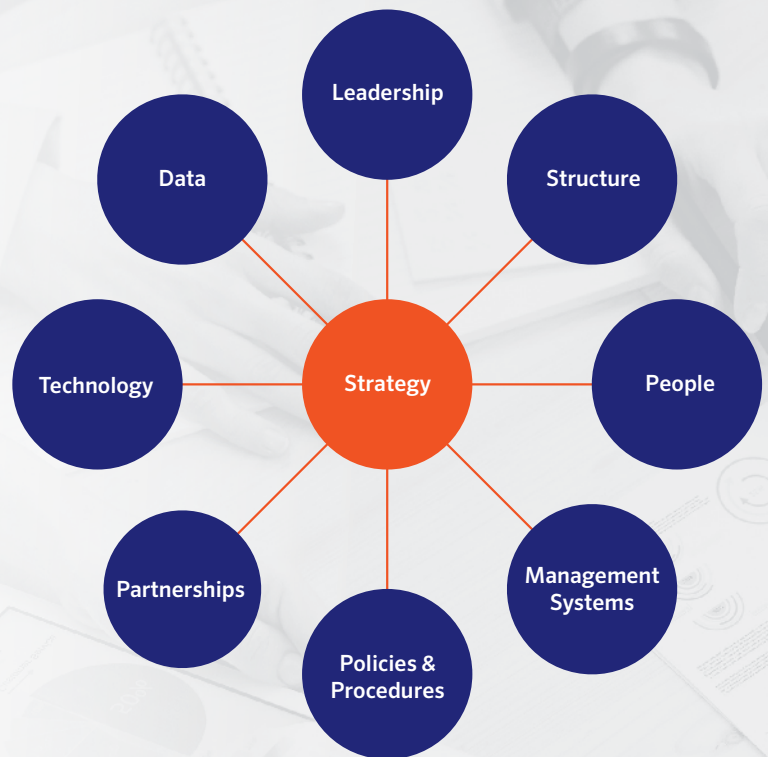 Leadership
Data
Structure
Technology
Strategy
People
Partnerships
Management
Systems
Policies &
Procedures